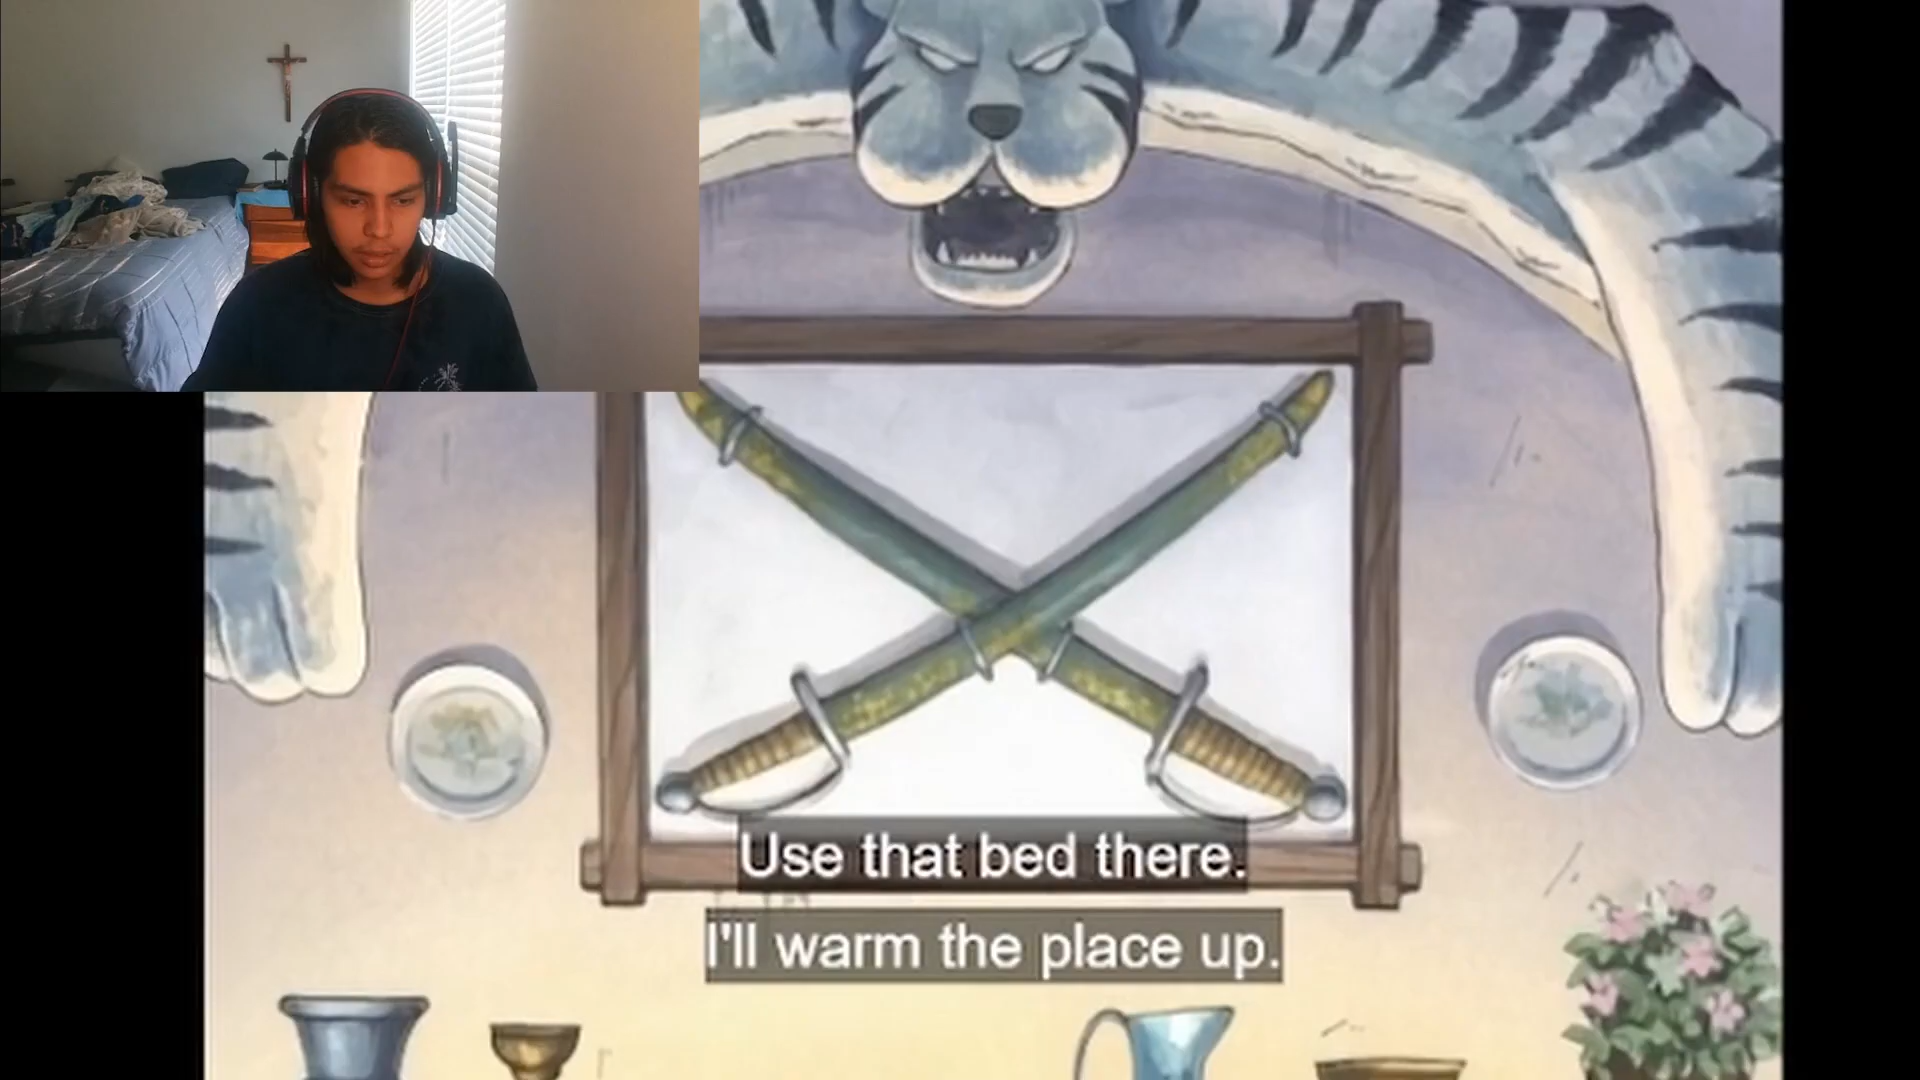 Use that bed there.
I'll warm the place up.